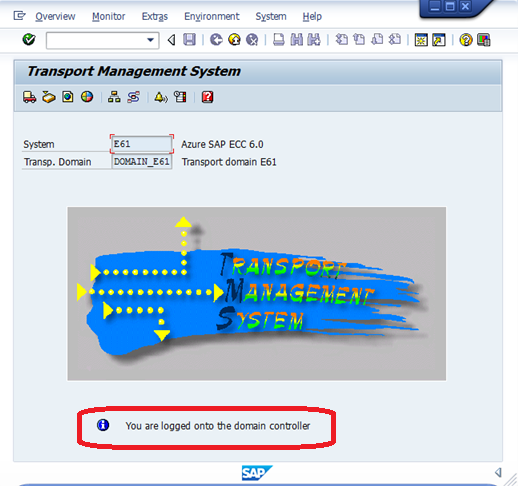 Overview Monitor Extras Environment System Help
Transport Management System
System E61 Azure SAP ECC 6.0
Transp. Domain DOMAIN_E61 Transport domain E61
TRANSPORT
MANAGEMENT
SYSTEM
You are logged onto the domain controller
SAP